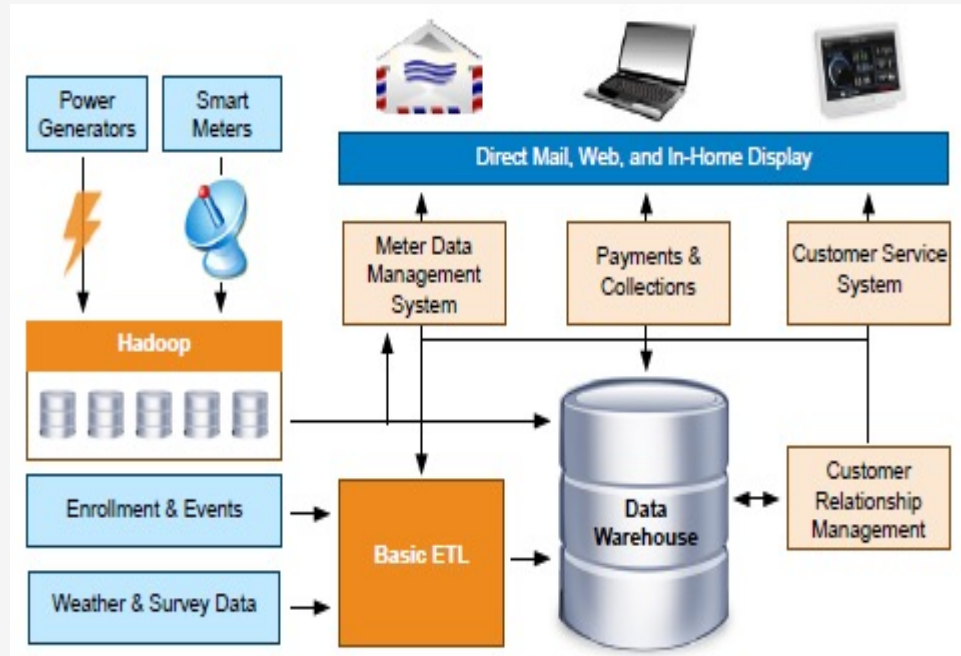 Power
Generators
Smart
Meters
Direct Mail, Web, and In-Home Display
Meter Data
Management
System
Payments &
Collections
Customer Service
System
Hadoop
Enrollment & Events
Weather & Survey Data
Basic ETL
Data
Warehouse
Customer
Relationship
Management